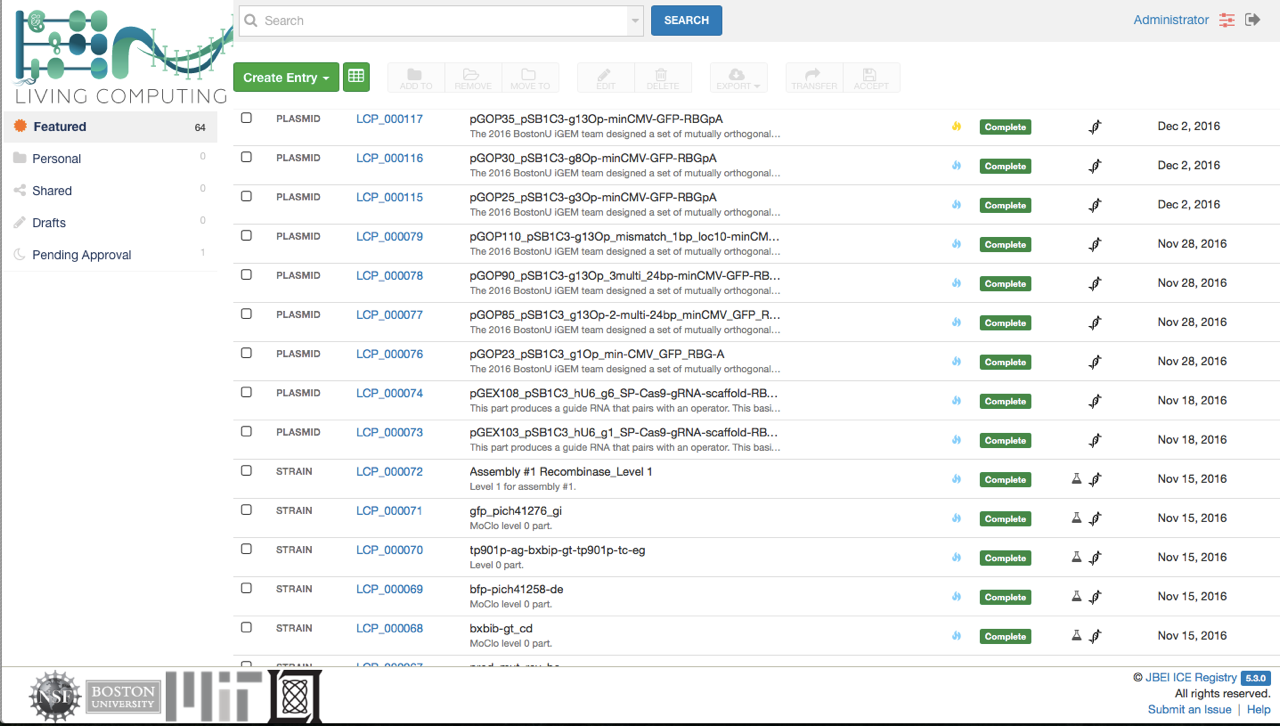 Search
SEARCH
Administrator
LIVING COMPUTING
Create Entry
ADD TO
REMOVE
MOVE TO
EDIT
DELETE
EXPORT
TRANSFER
ACCEPT
Featured 64
Personal 0
Shared 0
Drafts 0
Pending Approval 1
PLASMID LCP_000117 pGOP35_pSB1C3-g13Op-minCMV-GFP-RBGpA Complete Dec 2, 2016
The 2016 BostonU iGEM team designed a set of mutually orthogonal...
PLASMID LCP_000116 pGOP30_pSB1C3-g8Op-minCMV-GFP-RBGpA Complete Dec 2, 2016
The 2016 BostonU iGEM team designed a set of mutually orthogonal...
PLASMID LCP_000115 pGOP25_pSB1C3-g3Op-minCMV-GFP-RBGpA Complete Dec 2, 2016
The 2016 BostonU iGEM team designed a set of mutually orthogonal...
PLASMID LCP_000079 pGOP110_pSB1C3-g13Op_mismatch_1bp_loc10-minCM... Complete Nov 28, 2016
The 2016 BostonU iGEM team designed a set of mutually orthogonal...
PLASMID LCP_000078 pGOP90_pSB1C3-g13Op_3multi_24bp-minCMV-GFP-RB... Complete Nov 28, 2016
The 2016 BostonU iGEM team designed a set of mutually orthogonal...
PLASMID LCP_000077 pGOP85_pSB1C3_g13Op-2-multi-24bp_minCMV_GFP_R... Complete Nov 28, 2016
The 2016 BostonU iGEM team designed a set of mutually orthogonal...
PLASMID LCP_000076 pGOP23_pSB1C3_g1Op_min-CMV_GFP_RBG-A Complete Nov 28, 2016
The 2016 BostonU iGEM team designed a set of mutually orthogonal...
PLASMID LCP_000074 pGEX108_pSB1C3_hU6_g6_SP-Cas9-gRNA-scaffold-RB... Complete Nov 18, 2016
This part produces a guide RNA that pairs with an operator. This basi...
PLASMID LCP_000073 pGEX103_pSB1C3_hU6_g1_SP-Cas9-gRNA-scaffold-RB... Complete Nov 18, 2016
This part produces a guide RNA that pairs with an operator. This basi...
STRAIN LCP_000072 Assembly #1 Recombinase_Level 1 Complete Nov 15, 2016
Level 1 for assembly #1.
STRAIN LCP_000071 gfp_pich41276_gi Complete Nov 15, 2016
MoClo level 0 part.
STRAIN LCP_000070 tp901p-ag-bxbip-gt-tp901p-tc-eg Complete Nov 15, 2016
Level 0 part.
STRAIN LCP_000069 bfp-pich41258-de Complete Nov 15, 2016
MoClo level 0 part.
STRAIN LCP_000068 bxbib-gt_cd Complete Nov 15, 2016
MoClo level 0 part.
NSF
BOSTON
UNIVERSITY
MIT
© JBEI ICE Registry 5.3.0
All rights reserved.
Submit an Issue | Help